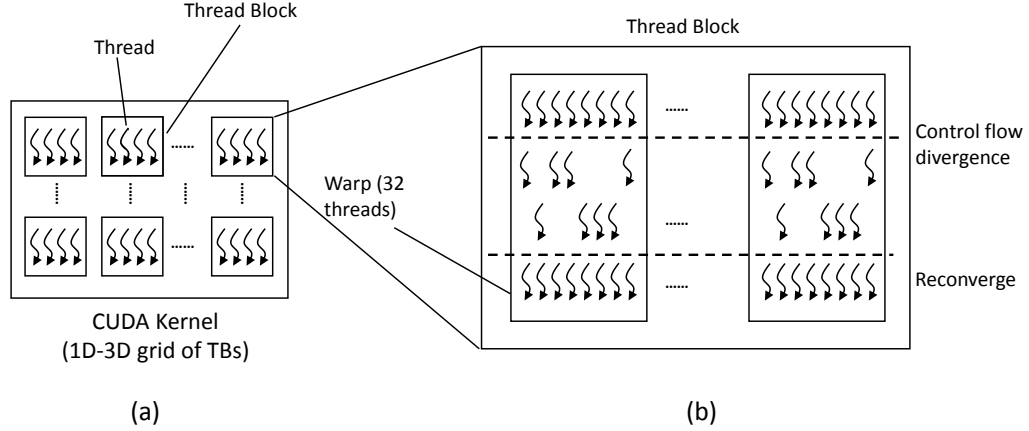 Thread Block
Thread
Thread Block
Control flow
divergence
Warp (32
threads)
Reconverge
CUDA Kernel
(1D-3D grid of TBs)
(a)
(b)